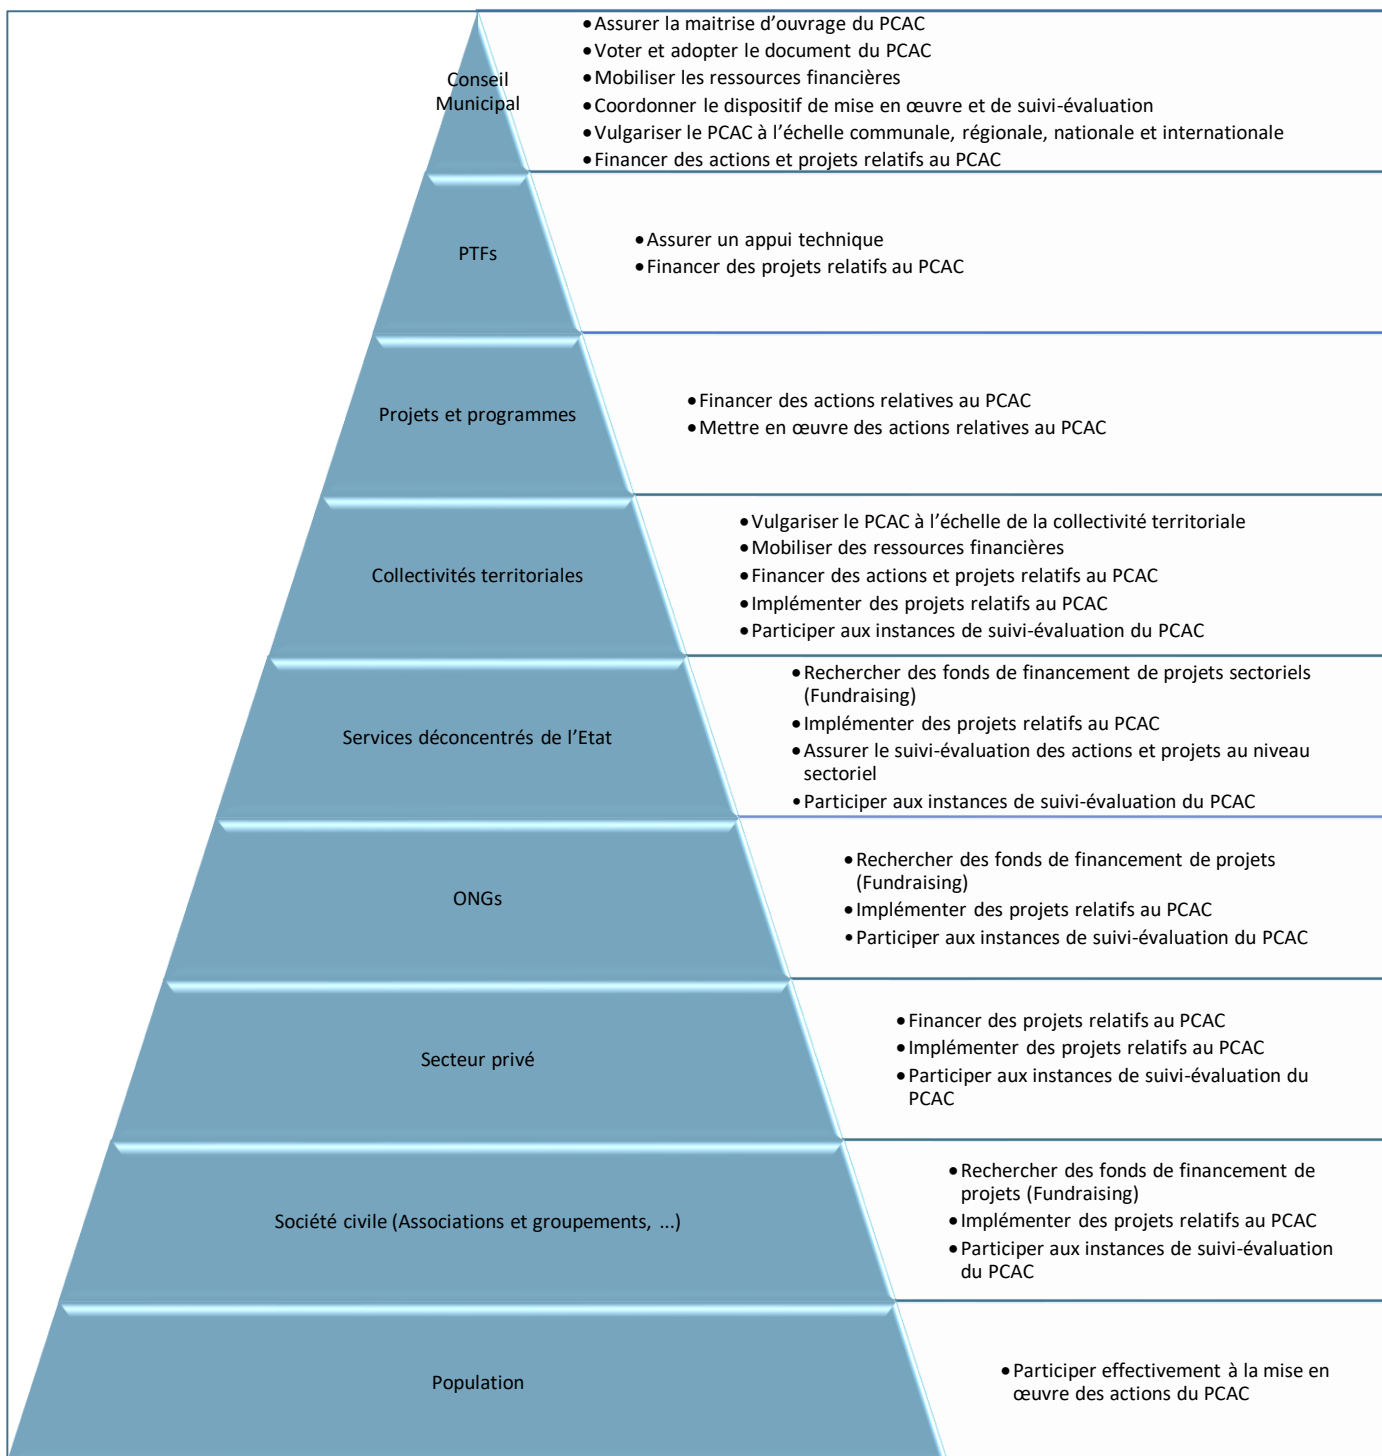 Conseil
Municipal
•Assurer la maitrise d’ouvrage du PCAC
•Voter et adopter le document du PCAC
•Mobiliser les ressources financières
•Coordonner le dispositif de mise en œuvre et de suivi-évaluation
•Vulgariser le PCAC à l’échelle communale, régionale, nationale et internationale
•Financer des actions et projets relatifs au PCAC
PTFs
•Assurer un appui technique
•Financer des projets relatifs au PCAC
Projets et programmes
•Financer des actions relatives au PCAC
•Mettre en œuvre des actions relatives au PCAC
Collectivités territoriales
•Vulgariser le PCAC à l’échelle de la collectivité territoriale
•Mobiliser des ressources financières
•Financer des actions et projets relatifs au PCAC
•Implémenter des projets relatifs au PCAC
•Participer aux instances de suivi-évaluation du PCAC
Services déconcentrés de l’Etat
•Rechercher des fonds de financement de projets sectoriels
(Fundraising)
•Implémenter des projets relatifs au PCAC
•Assurer le suivi-évaluation des actions et projets au niveau
sectoriel
•Participer aux instances de suivi-évaluation du PCAC
ONGs
•Rechercher des fonds de financement de projets
(Fundraising)
•Implémenter des projets relatifs au PCAC
•Participer aux instances de suivi-évaluation du PCAC
Secteur privé
•Financer des projets relatifs au PCAC
•Implémenter des projets relatifs au PCAC
•Participer aux instances de suivi-évaluation du
PCAC
Société civile (Associations et groupements, ...)
•Rechercher des fonds de financement de
projets (Fundraising)
•Implémenter des projets relatifs au PCAC
•Participer aux instances de suivi-évaluation
du PCAC
Population
•Participer effectivement à la mise en
œuvre des actions du PCAC